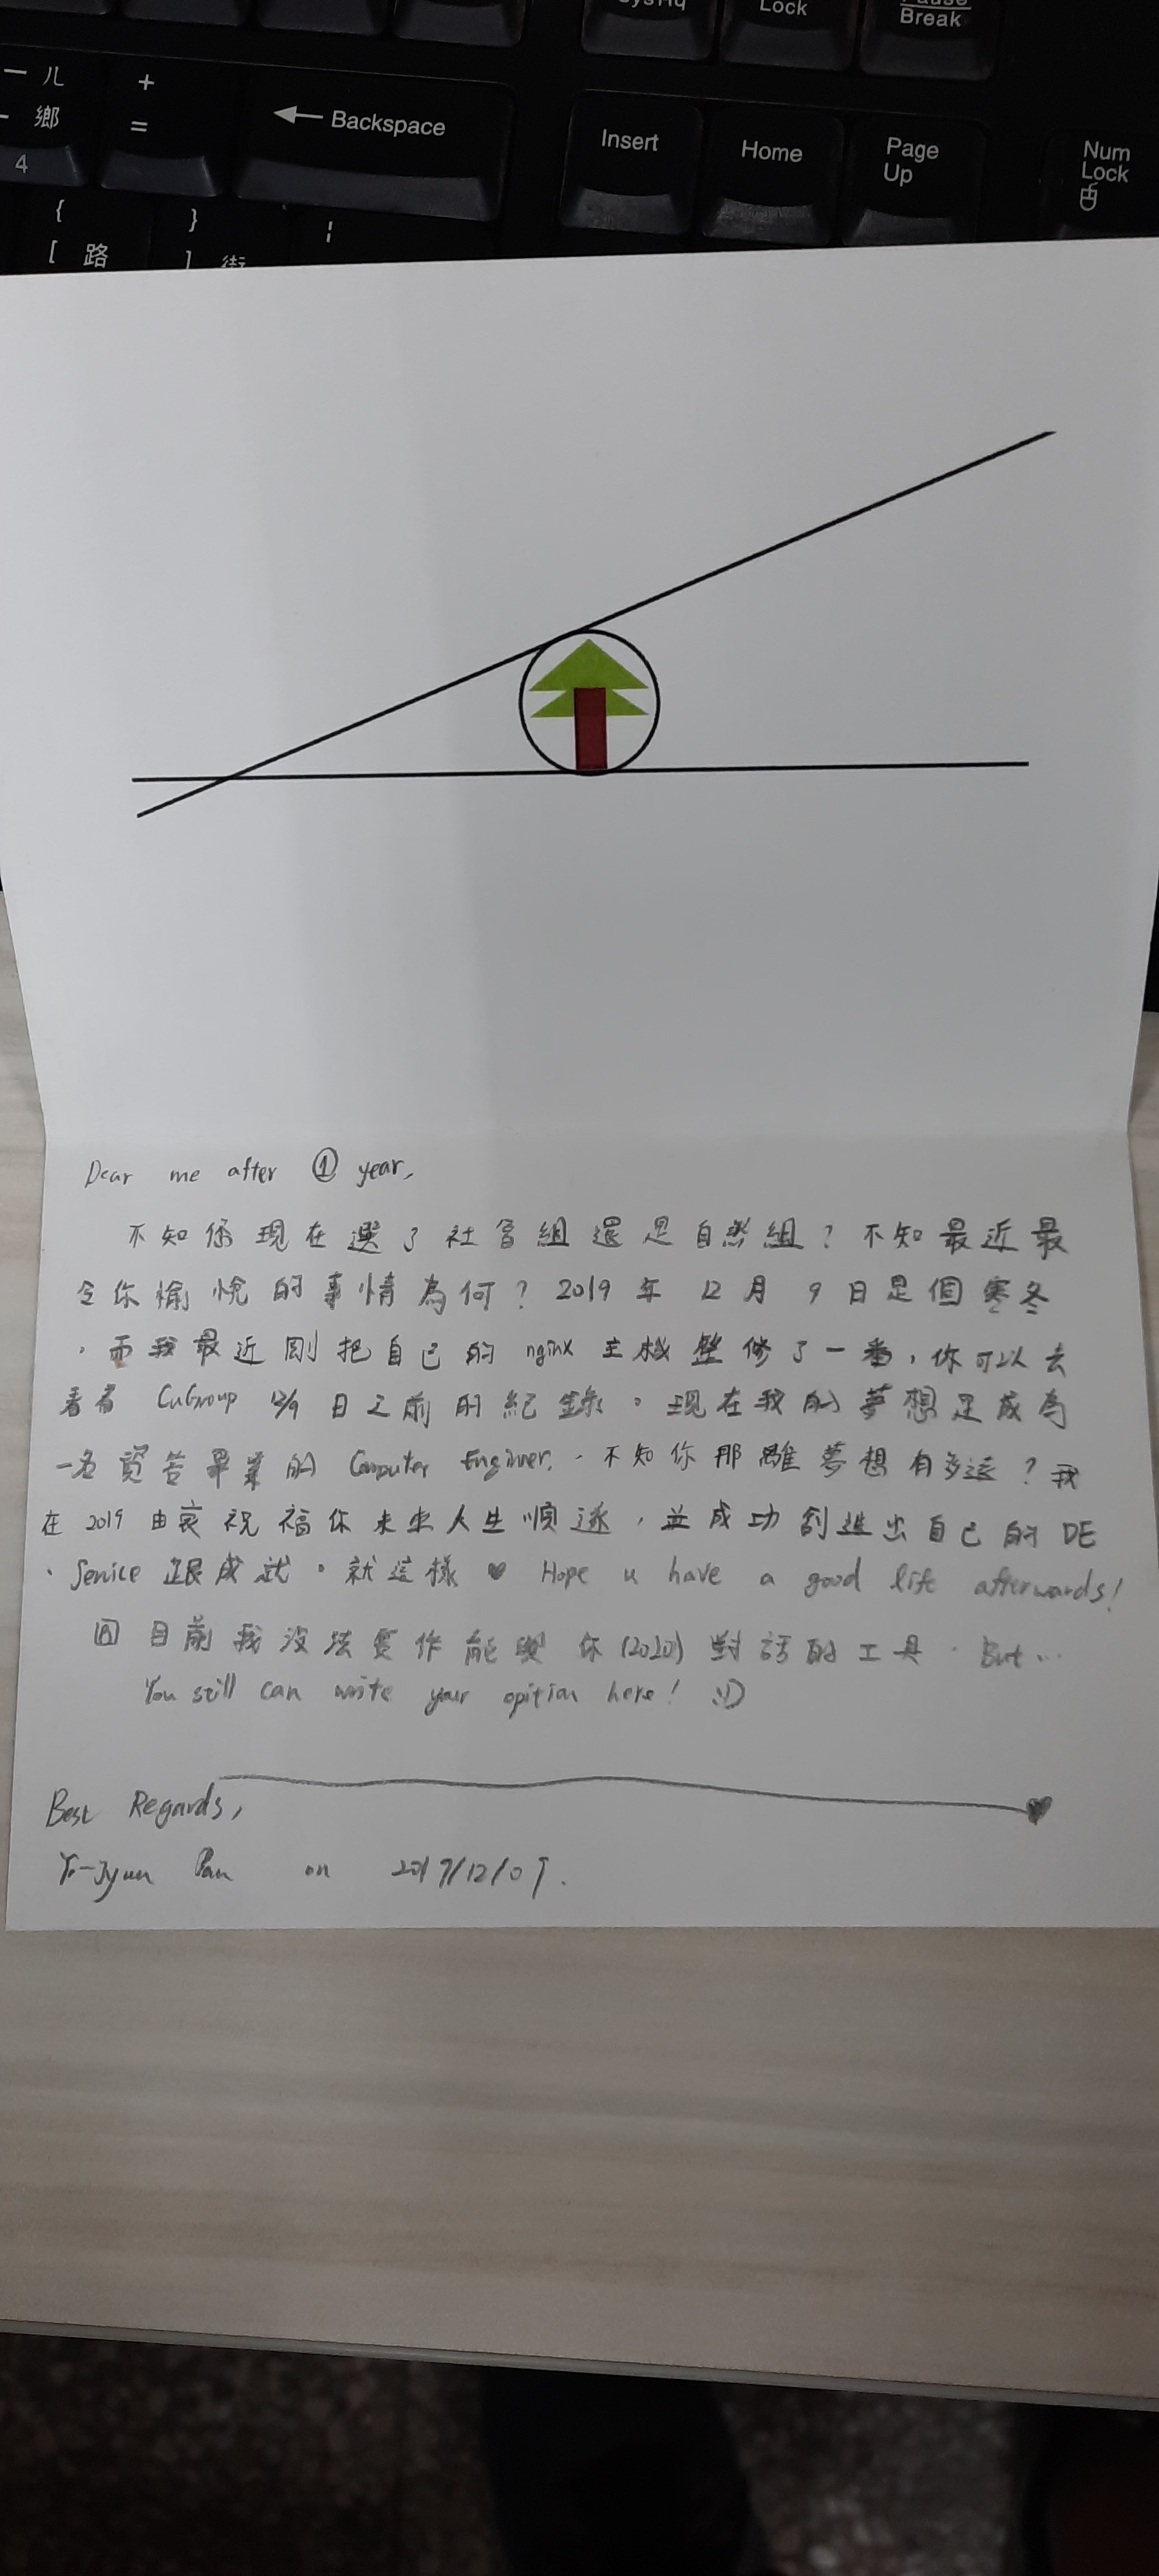 SysRq
Lock
Pause
Break
一 ㄦ
- 鄉
4
+
=
Backspace
Insert
Home
Page
Up
Num
Lock
{
[ 路
}
] 街
¦
Dear me after ① year,
不知你現在選了社會組還是自然組？不知最近最
令你愉悅的事情為何？2019 年 12 月 9 日是個寒冬
，而我最近剛把自己的 nginx 主機整修了一番，你可以去
看看 CuGroup 12/9 日之前的紀錄。現在我的夢想是成為
一名資管畢業的 Computer Engineer，不知你那離夢想有多遠？我
在 2019 由衷祝福你未來人生順遂，並成功創造出自己的 DE
、Service 跟成就。就這樣 ♥ Hope u have a good life afterwards!
目前我沒法實作能與你(2020)對話的工具，But...
You still can write your opition here! :D
Best Regards,
Yi-Jyun Pan on 2019/12/09.